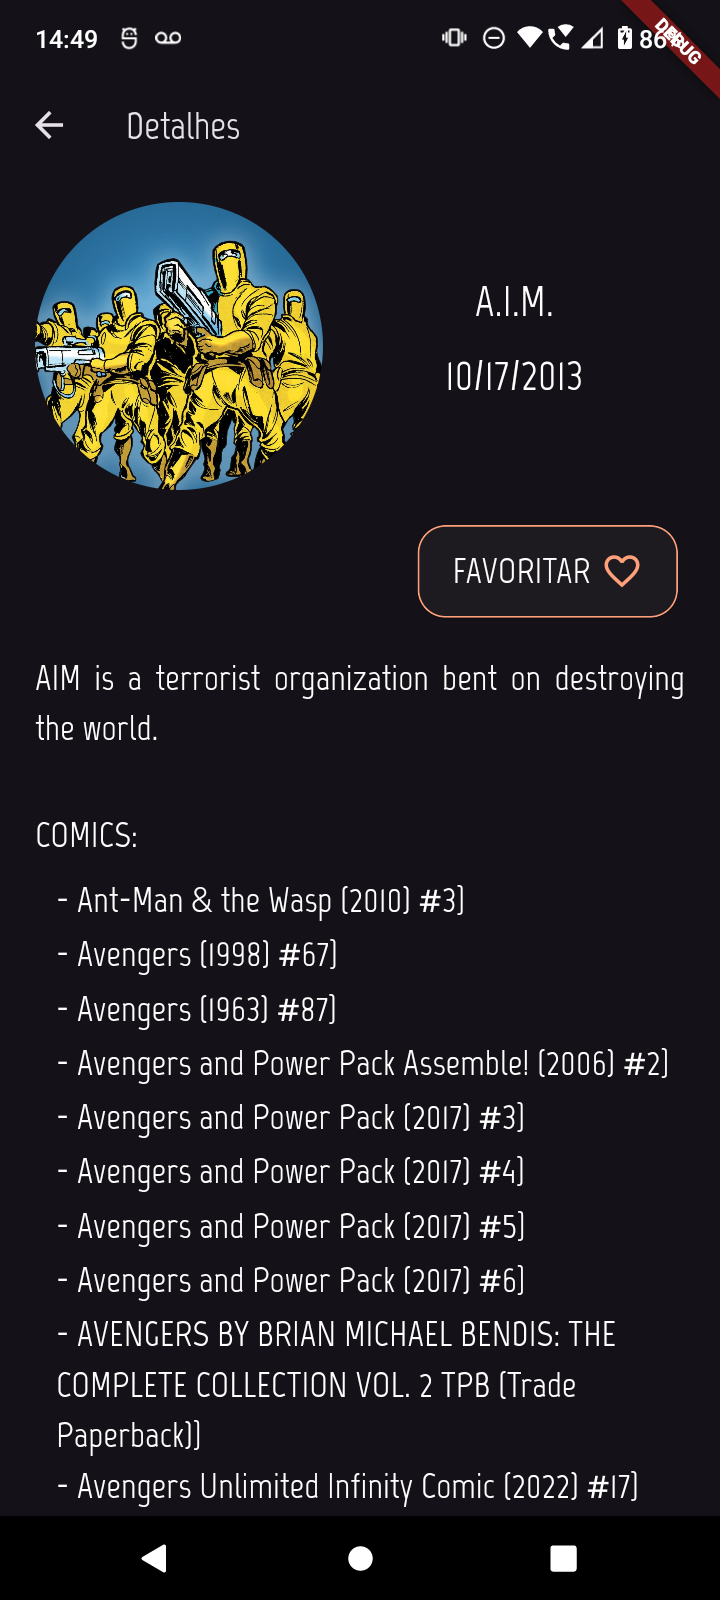 14:49
86%
DEBUG
Detalhes
A.I.M.
10/17/2013
FAVORITAR
AIM is a terrorist organization bent on destroying
the world.
COMICS:
- Ant-Man & the Wasp (2010) #3)
- Avengers (1998) #67)
- Avengers (1963) #87)
- Avengers and Power Pack Assemble! (2006) #2)
- Avengers and Power Pack (2017) #3)
- Avengers and Power Pack (2017) #4)
- Avengers and Power Pack (2017) #5)
- Avengers and Power Pack (2017) #6)
- AVENGERS BY BRIAN MICHAEL BENDIS: THE
COMPLETE COLLECTION VOL. 2 TPB (Trade
Paperback))
- Avengers Unlimited Infinity Comic (2022) #17)